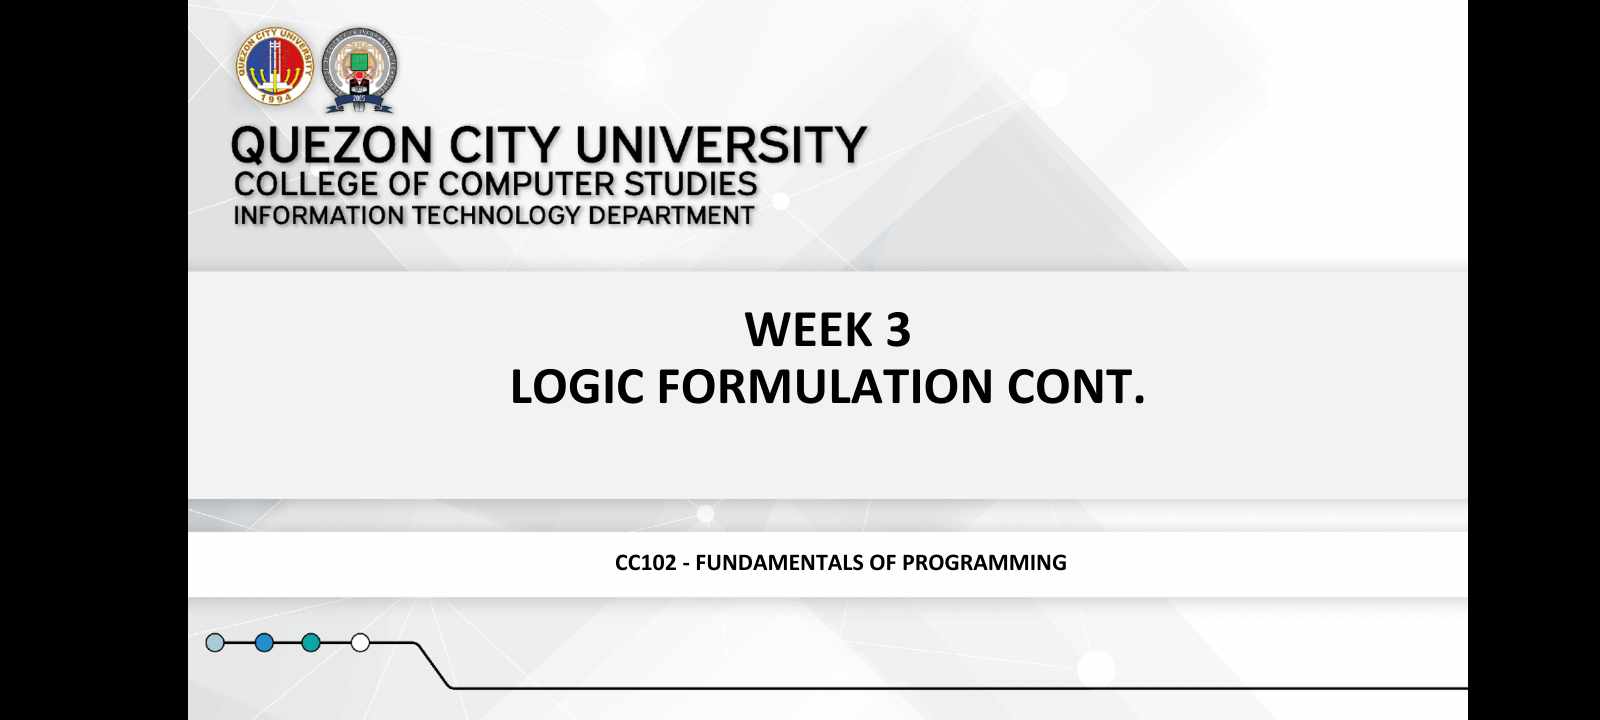 QUEZON CITY UNIVERSITY
1994
2005
QUEZON CITY UNIVERSITY
COLLEGE OF COMPUTER STUDIES
INFORMATION TECHNOLOGY DEPARTMENT
WEEK 3
LOGIC FORMULATION CONT.
CC102 - FUNDAMENTALS OF PROGRAMMING